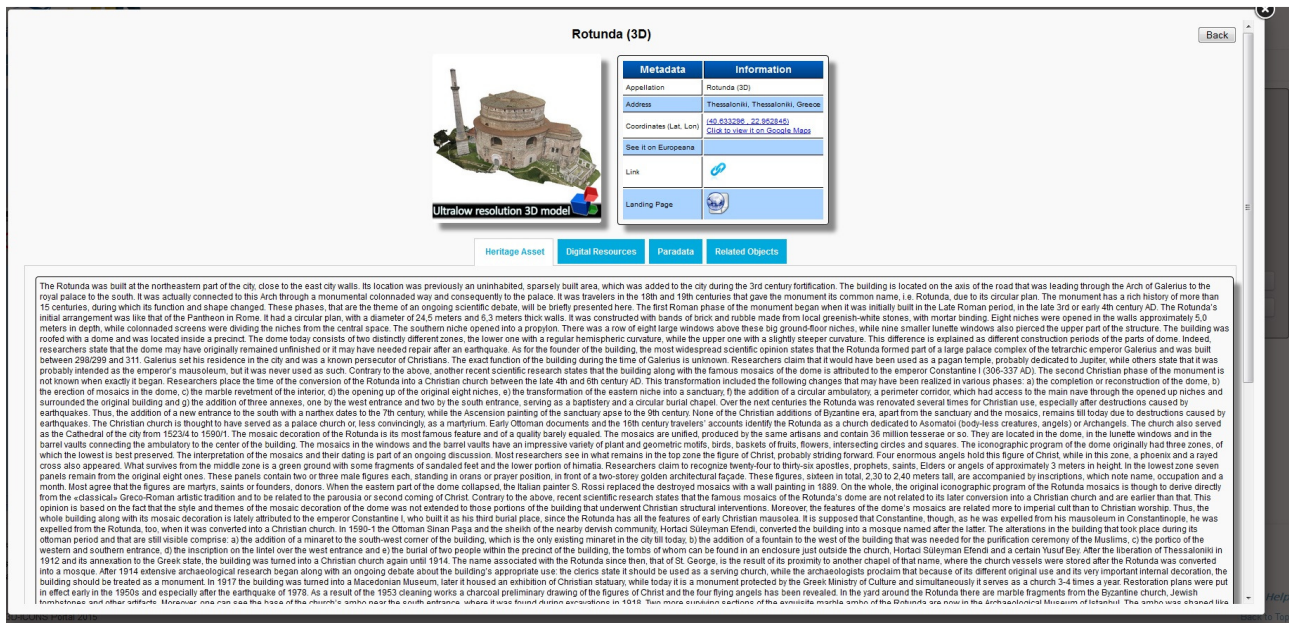 Rotunda (3D)
Back
Metadata Information
Appellation Rotunda (3D)
Address Thessaloniki, Thessaloniki, Greece
Coordinates (Lat, Lon) (40.633296 , 22.952845)
Click to view it on Google Maps
See it on Europeana
Link
Landing Page
Ultralow resolution 3D model
Heritage Asset Digital Resources Paradata Related Objects
The Rotunda was built at the northeastern part of the city, close to the east city walls. Its location was previously an uninhabited, sparsely built area, which was added to the city during the 3rd century fortification. The building is located on the axis of the road that was leading through the Arch of Galerius to the
royal palace to the south. It was actually connected to this Arch through a monumental colonnaded way and consequently to the palace. It was travelers in the 18th and 19th centuries that gave the monument its common name, i.e. Rotunda, due to its circular plan. The monument has a rich history of more than
15 centuries, during which its function and shape changed. These phases, that are the theme of an ongoing scientific debate, will be briefly presented here. The first Roman phase of the monument began when it was initially built in the Late Roman period, in the late 3rd or early 4th century AD. The Rotunda's
initial arrangement was like that of the Pantheon in Rome. It had a circular plan, with a diameter of 24,5 meters and 6,3 meters thick walls. It was constructed with bands of brick and rubble made from local greenish-white stones, with mortar binding. Eight niches were opened in the walls approximately 5,0
meters in depth, while colonnaded screens were dividing the niches from the central space. The southern niche opened into a propylon. There was a row of eight large windows above these big ground-floor niches, while nine smaller lunette windows also pierced the upper part of the structure. The building was
roofed with a dome and was located inside a precinct. The dome today consists of two distinctly different zones, the lower one with a regular hemispheric curvature, while the upper one with a slightly steeper curvature. This difference is explained as different construction periods of the parts of dome. Indeed,
researchers state that the dome may have originally remained unfinished or it may have needed repair after an earthquake. As for the founder of the building, the most widespread scientific opinion states that the Rotunda formed part of a large palace complex of the tetrarchic emperor Galerius and was built
between 298/299 and 311. Galerius set his residence in the city and was a known persecutor of Christians. The exact function of the building during the time of Galerius is unknown. Researchers claim that it would have been used as a pagan temple, probably dedicated to Jupiter, while others state that it was
probably intended as the emperor's mausoleum, but it was never used as such. Contrary to the above, another recent scientific research states that the building along with the famous mosaics of the dome is attributed to the emperor Constantine I (306-337 AD). The second Christian phase of the monument is
not known when exactly it began. Researchers place the time of the conversion of the Rotunda into a Christian church between the late 4th and 6th century AD. This transformation included the following changes that may have been realized in various phases: a) the completion or reconstruction of the dome, b)
the erection of mosaics in the dome, c) the marble revetment of the interior, d) the opening up of the original eight niches, e) the transformation of the eastern niche into a sanctuary, f) the addition of a circular ambulatory, a perimeter corridor, which had access to the main nave through the opened up niches and
surrounded the original building and g) the addition of three annexes, one by the west entrance and two by the south entrance, serving as a baptistery and a circular burial chapel. Over the next centuries the Rotunda was renovated several times for Christian use, especially after destructions caused by
earthquakes. Thus, the addition of a new entrance to the south with a narthex dates to the 7th century, while the Ascension painting of the sanctuary apse to the 9th century. None of the Christian additions of Byzantine era, apart from the sanctuary and the mosaics, remains till today due to destructions caused by
earthquakes. The Christian church is thought to have served as a palace church or, less convincingly, as a martyrium. Early Ottoman documents and the 16th century travelers' accounts identify the Rotunda as a church dedicated to Asomatoi (body-less creatures, angels) or Archangels. The church also served
as the Cathedral of the city from 1523/4 to 1590/1. The mosaic decoration of the Rotunda is its most famous feature and of a quality barely equaled. The mosaics are unified, produced by the same artisans and contain 36 million tesserae or so. They are located in the dome, in the lunette windows and in the
barrel vaults connecting the ambulatory to the center of the building. The mosaics in the windows and the barrel vaults have an impressive variety of plant and geometric motifs, birds, baskets of fruits, flowers, intersecting circles and squares. The iconographic program of the dome originally had three zones, of
which the lowest is best preserved. The interpretation of the mosaics and their dating is part of an ongoing discussion. Most researchers see in what remains in the top zone the figure of Christ, probably striding forward. Four enormous angels hold this figure of Christ, while in this zone, a phoenix and a rayed
cross also appeared. What survives from the middle zone is a green ground with some fragments of sandaled feet and the lower portion of himatia. Researchers claim to recognize twenty-four to thirty-six apostles, prophets, saints, Elders or angels of approximately 3 meters in height. In the lowest zone seven
panels remain from the original eight ones. These panels contain two or three male figures each, standing in orans or prayer position, in front of a two-storey golden architectural façade. These figures, sixteen in total, 2,30 to 2,40 meters tall, are accompanied by inscriptions, which note name, occupation and a
month. Most agree that the figures are martyrs, saints or founders, donors. When the eastern part of the dome collapsed, the Italian painter S. Rossi replaced the destroyed mosaics with a wall painting in 1889. On the whole, the original iconographic program of the Rotunda mosaics is though to derive directly
from the «classical» Greco-Roman artistic tradition and to be related to the parousia or second coming of Christ. Contrary to the above, recent scientific research states that the famous mosaics of the Rotunda's dome are not related to its later conversion into a Christian church and are earlier than that. This
opinion is based on the fact that the style and themes of the mosaic decoration of the dome was not extended to those portions of the building that underwent Christian structural interventions. Moreover, the features of the dome's mosaics are related more to imperial cult than to Christian worship. Thus, the
whole building along with its mosaic decoration is lately attributed to the emperor Constantine I, who built it as his third burial place, since the Rotunda has all the features of early Christian mausolea. It is supposed that Constantine, though, as he was expelled from his mausoleum in Constantinople, he was
expelled from the Rotunda, too, when it was converted into a Christian church. In 1590-1 the Ottoman Sinan Paşa and the sheikh of the nearby dervish community, Hortaci Süleyman Efendi, converted the building into a mosque named after the latter. The alterations in the building that took place during its
ottoman period and that are still visible comprise: a) the addition of a minaret to the south-west corner of the building, which is the only existing minaret in the city till today, b) the addition of a fountain to the west of the building that was needed for the purification ceremony of the Muslims, c) the portico of the
western and southern entrance, d) the inscription on the lintel over the west entrance and e) the burial of two people within the precinct of the building, the tombs of whom can be found in an enclosure just outside the church, Hortaci Süleyman Efendi and a certain Yusuf Bey. After the liberation of Thessaloniki in
1912 and its annexation to the Greek state, the building was turned into a Christian church again until 1914. The name associated with the Rotunda since then, that of St. George, is the result of its proximity to another chapel of that name, where the church vessels were stored after the Rotunda was converted
into a mosque. After 1914 extensive archaeological research began along with an ongoing debate about the building's appropriate use: the clerics state it should be used as a serving church, while the archaeologists proclaim that because of its different original use and its very important internal decoration, the
building should be treated as a monument. In 1917 the building was turned into a Macedonian Museum, later it housed an exhibition of Christian statuary, while today it is a monument protected by the Greek Ministry of Culture and simultaneously it serves as a church 3-4 times a year. Restoration plans were put
in effect early in the 1950s and especially after the earthquake of 1978. As a result of the 1953 cleaning works a charcoal preliminary drawing of the figures of Christ and the four flying angels has been revealed. In the yard around the Rotunda there are marble fragments from the Byzantine church, Jewish
tombstones and other artifacts. Moreover, one can see the base of the church's ambo near the south entrance, where it was found during excavations in 1918. Two more surviving sections of the exquisite marble ambo of the Rotunda are now in the Archaeological Museum of Istanbul. The ambo was shaped like
Help
Portal 2015
Back to Top